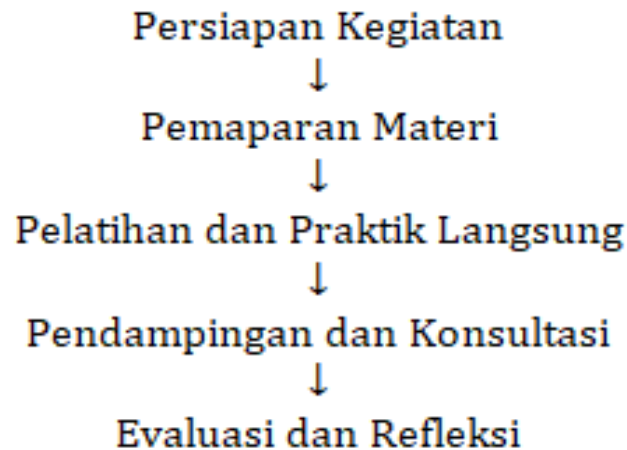 Persiapan Kegiatan
↓
Pemaparan Materi
↓
Pelatihan dan Praktik Langsung
↓
Pendampingan dan Konsultasi
↓
Evaluasi dan Refleksi